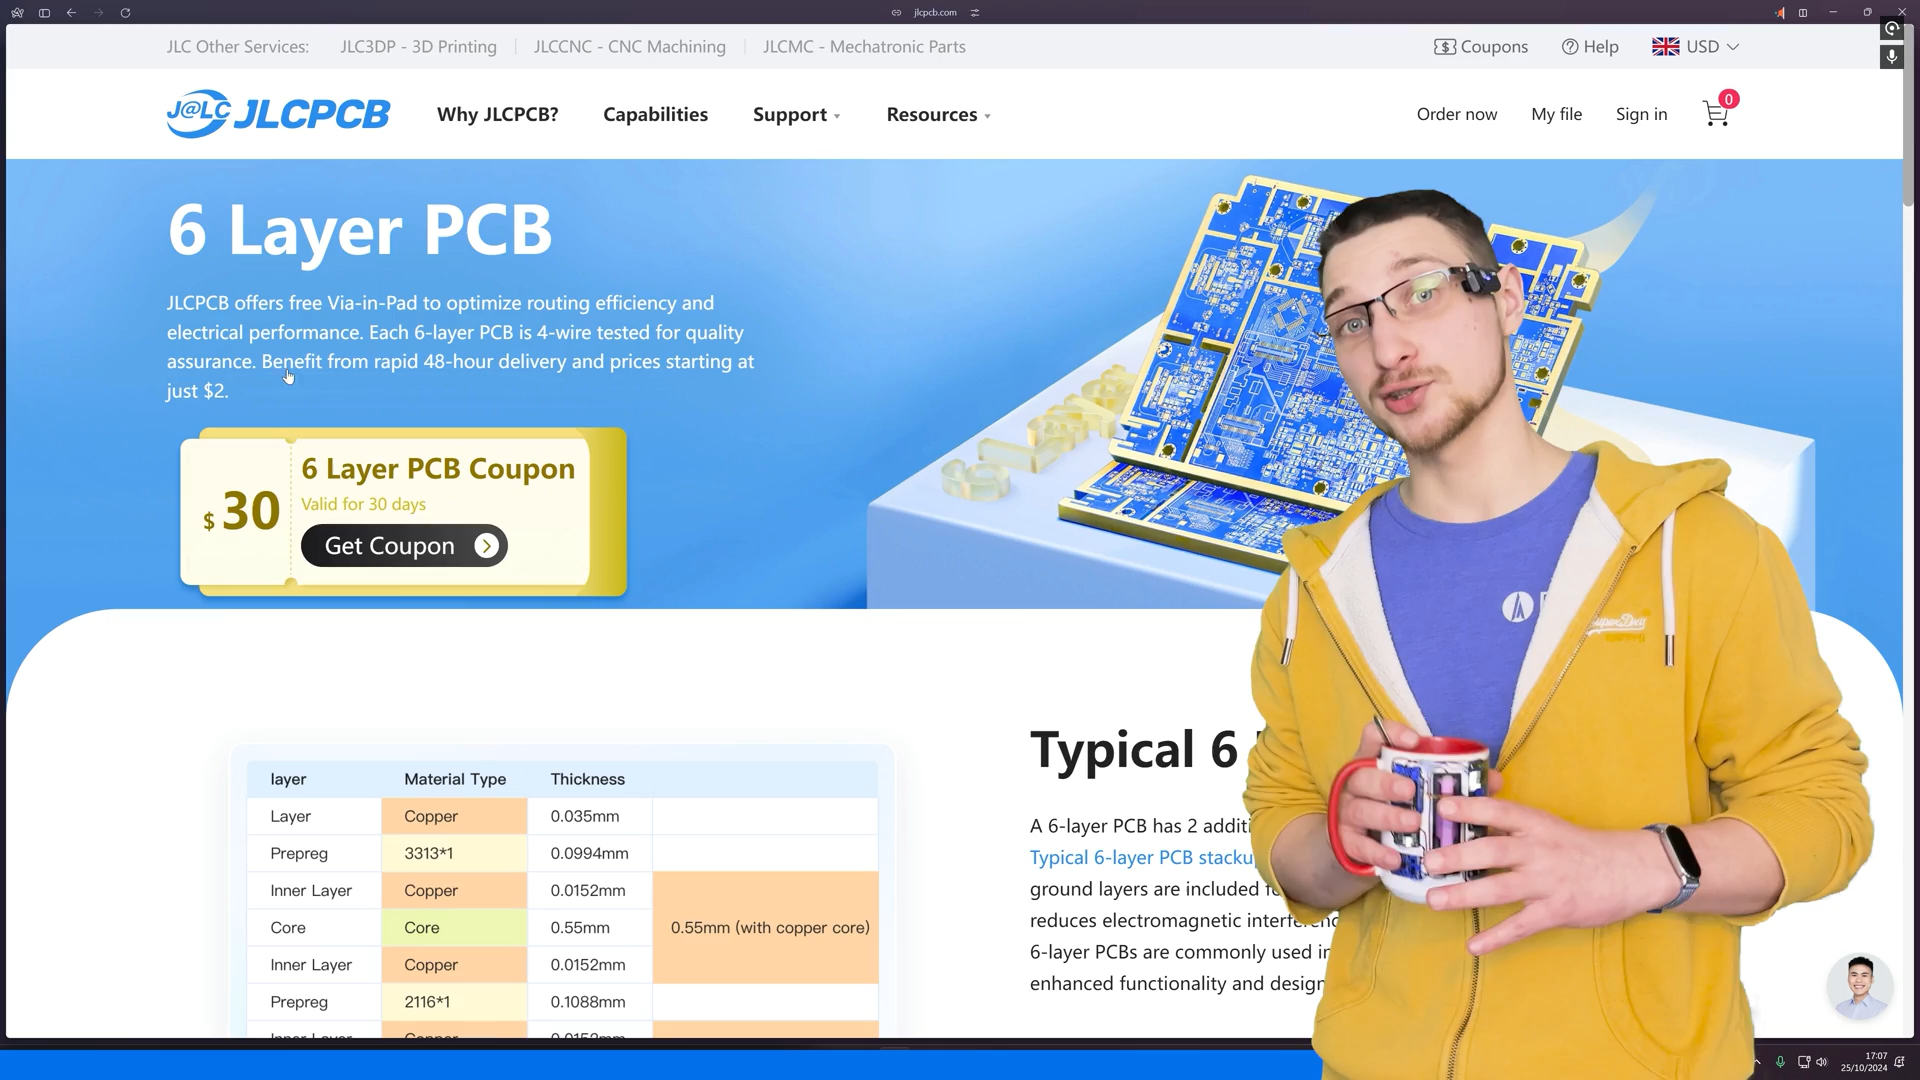 jlcpcb.com
JLC Other Services:
JLC3DP - 3D Printing
JLCCNC - CNC Machining
JLCMC - Mechatronic Parts
Coupons
Help
USD
J@LC JLCPCB
Why JLCPCB?
Capabilities
Support
Resources
Order now
My file
Sign in
0
6 Layer PCB
JLCPCB offers free Via-in-Pad to optimize routing efficiency and
electrical performance. Each 6-layer PCB is 4-wire tested for quality
assurance. Benefit from rapid 48-hour delivery and prices starting at
just $2.
$30
6 Layer PCB Coupon
Valid for 30 days
Get Coupon
Typical 6
layer Material Type Thickness
Layer Copper 0.035mm
Prepreg 3313*1 0.0994mm
Inner Layer Copper 0.0152mm
Core Core 0.55mm 0.55mm (with copper core)
Inner Layer Copper 0.0152mm
Prepreg 2116*1 0.1088mm
Inner Layer Copper 0.0152mm
A 6-layer PCB has 2
Typical 6-layer PCB
ground layers are included
reduces electromagnetic
6-layer PCBs are commonly used in
enhanced functionality and design
17:07
25/10/2024